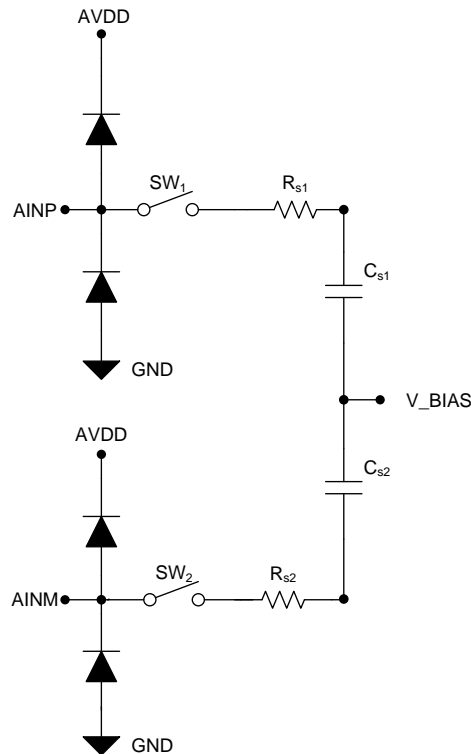 AVDD
SW₁
Rs1
AINP
Cs1
GND
V_BIAS
AVDD
Cs2
SW₂
Rs2
AINM
GND